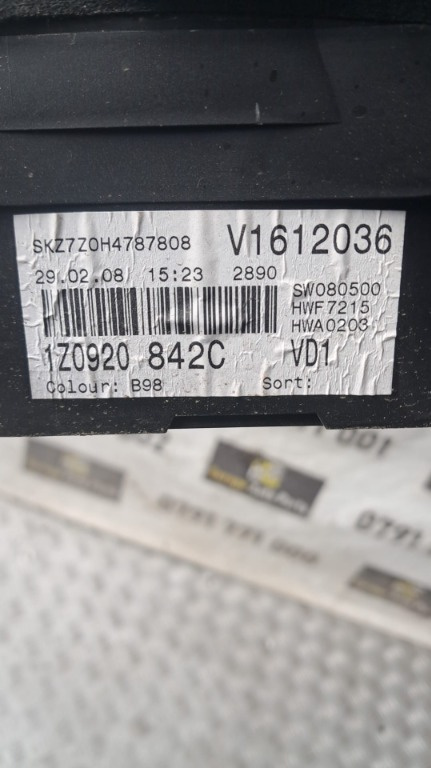 SKZ7Z0H4787808 V1612036
29.02.08 15:23 2890 SW080500
HWF7215
HWA0203
1Z0920 842C VD1
Colour: B98 Sort: